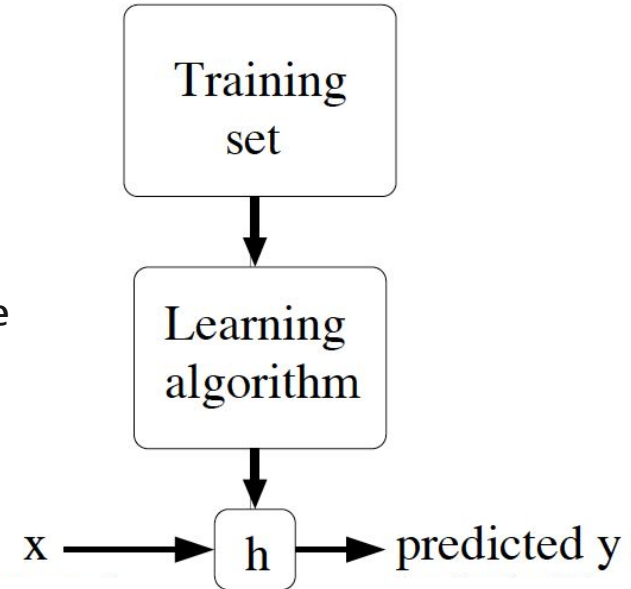 Training
set
e
Learning
algorithm
x
h
predicted y